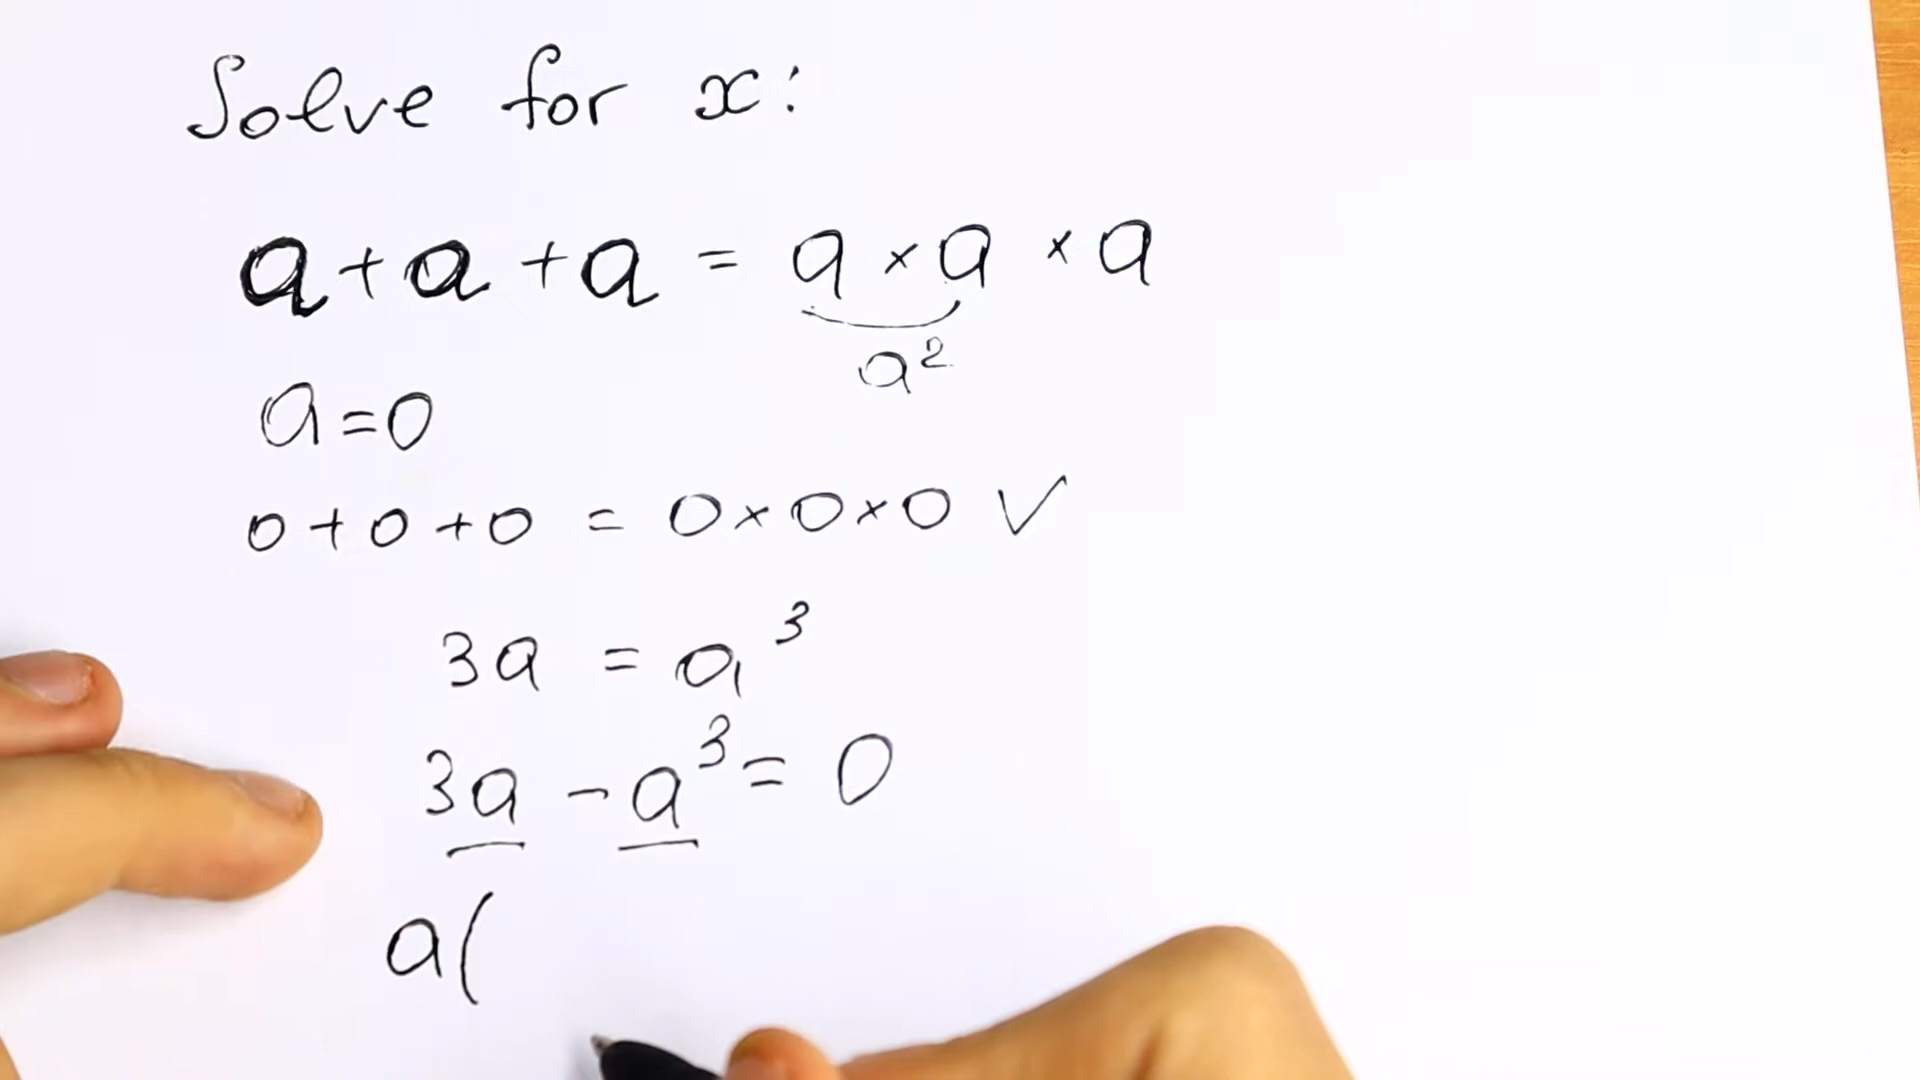 Solve for x:
a + a + a = a × a × a
a²
a = 0
0 + 0 + 0 = 0 × 0 × 0 ✓
3a = a³
3a - a³ = 0
a(